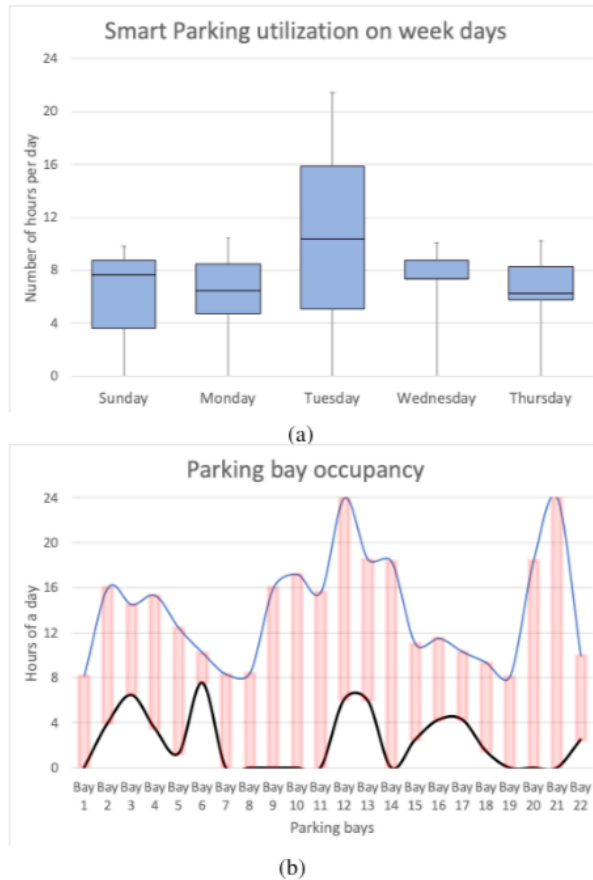 Smart Parking utilization on week days
Number of hours per day
24
20
16
12
8
4
0
Sunday Monday Tuesday Wednesday Thursday
(a)
Parking bay occupancy
Hours of a day
24
20
16
12
8
4
0
Bay Bay Bay Bay Bay Bay Bay Bay Bay Bay Bay Bay Bay Bay Bay Bay Bay Bay Bay Bay Bay Bay
1 2 3 4 5 6 7 8 9 10 11 12 13 14 15 16 17 18 19 20 21 22
Parking bays
(b)